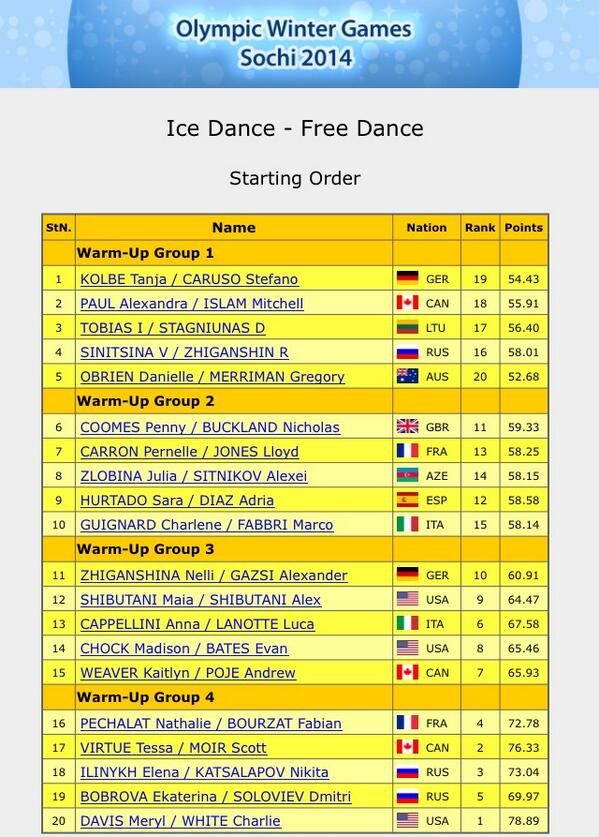 Olympic Winter Games
Sochi 2014
Ice Dance - Free Dance
Starting Order
StN. Name Nation Rank Points
Warm-Up Group 1
1 KOLBE Tanja / CARUSO Stefano GER 19 54.43
2 PAUL Alexandra / ISLAM Mitchell CAN 18 55.91
3 TOBIAS I / STAGNIUNAS D LTU 17 56.40
4 SINITSINA V / ZHIGANSHIN R RUS 16 58.01
5 OBRIEN Danielle / MERRIMAN Gregory AUS 20 52.68
Warm-Up Group 2
6 COOMES Penny / BUCKLAND Nicholas GBR 11 59.33
7 CARRON Pernelle / JONES Lloyd FRA 13 58.25
8 ZLOBINA Julia / SITNIKOV Alexei AZE 14 58.15
9 HURTADO Sara / DIAZ Adria ESP 12 58.58
10 GUIGNARD Charlene / FABBRI Marco ITA 15 58.14
Warm-Up Group 3
11 ZHIGANSHINA Nelli / GAZSI Alexander GER 10 60.91
12 SHIBUTANI Maia / SHIBUTANI Alex USA 9 64.47
13 CAPPELLINI Anna / LANOTTE Luca ITA 6 67.58
14 CHOCK Madison / BATES Evan USA 8 65.46
15 WEAVER Kaitlyn / POJE Andrew CAN 7 65.93
Warm-Up Group 4
16 PECHALAT Nathalie / BOURZAT Fabian FRA 4 72.78
17 VIRTUE Tessa / MOIR Scott CAN 2 76.33
18 ILINYKH Elena / KATSALAPOV Nikita RUS 3 73.04
19 BOBROVA Ekaterina / SOLOVIEV Dmitri RUS 5 69.97
20 DAVIS Meryl / WHITE Charlie USA 1 78.89